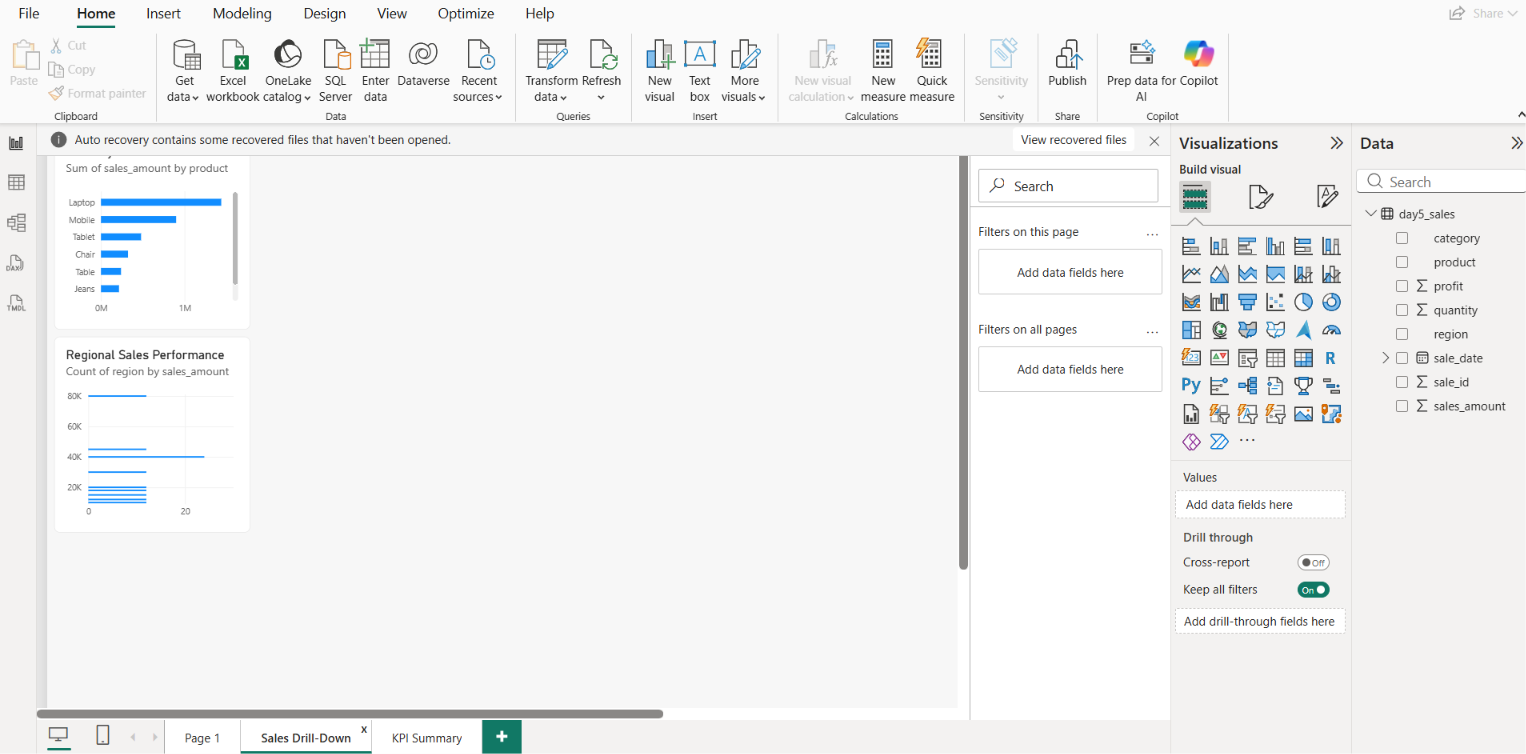 File Home Insert Modeling Design View Optimize Help
Share
Paste
Cut
Copy
Format painter
Clipboard
Get data
Excel workbook
OneLake catalog
SQL Server
Enter data
Dataverse
Recent sources
Data
Transform data
Refresh
Queries
New visual
Text box
More visuals
Insert
New visual calculation
New measure
Quick measure
Calculations
Sensitivity
Sensitivity
Publish
Share
Prep data for AI
Copilot
Copilot
Auto recovery contains some recovered files that haven't been opened.
View recovered files
DAX
TMDL
Sum of sales_amount by product
Laptop
Mobile
Tablet
Chair
Table
Jeans
0M 1M
Regional Sales Performance
Count of region by sales_amount
80K
60K
40K
20K
0 20
Search
Filters on this page
...
Add data fields here
Filters on all pages
...
Add data fields here
Visualizations
Build visual
123
R
Py
...
Values
Add data fields here
Drill through
Cross-report
Off
Keep all filters
On
Add drill-through fields here
Data
Search
day5_sales
category
product
Σ profit
Σ quantity
region
sale_date
Σ sale_id
Σ sales_amount
Page 1
Sales Drill-Down
x
KPI Summary
+